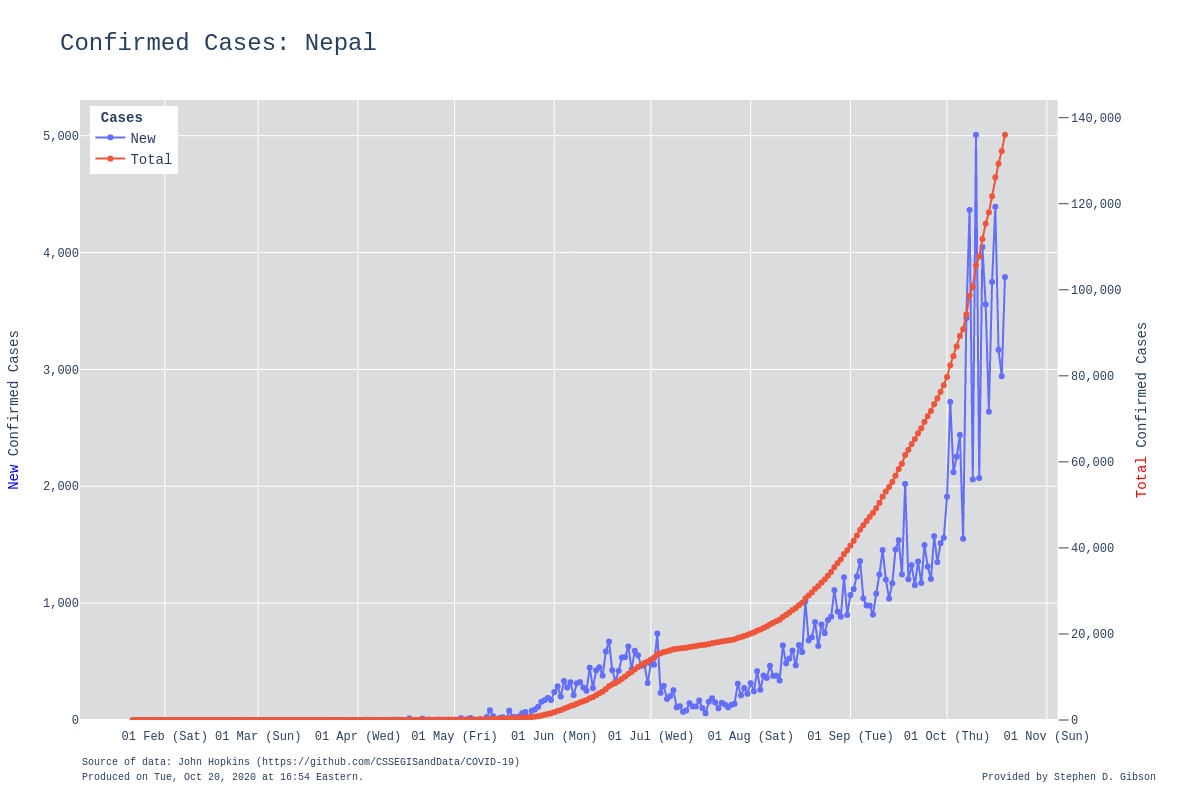 Confirmed Cases: Nepal
Cases
New
Total
5,000
4,000
3,000
2,000
1,000
0
New Confirmed Cases
140,000
120,000
100,000
80,000
60,000
40,000
20,000
0
Total Confirmed Cases
01 Feb (Sat) 01 Mar (Sun) 01 Apr (Wed) 01 May (Fri) 01 Jun (Mon) 01 Jul (Wed) 01 Aug (Sat) 01 Sep (Tue) 01 Oct (Thu) 01 Nov (Sun)
Source of data: John Hopkins (https://github.com/CSSEGISandData/COVID-19)
Produced on Tue, Oct 20, 2020 at 16:54 Eastern.
Provided by Stephen D. Gibson